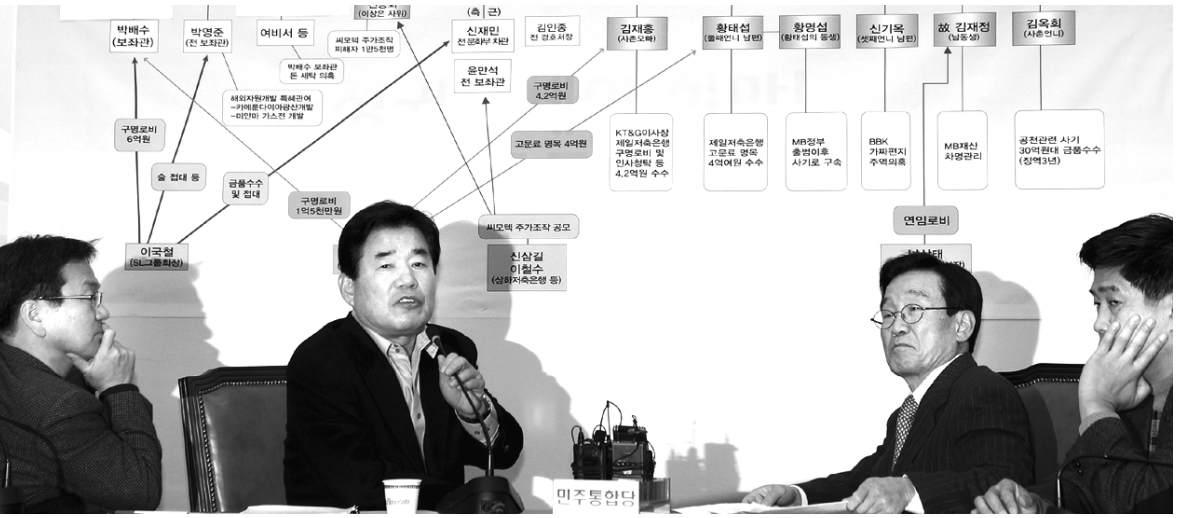 (측 근)
박배수
(보좌관)
박영준
(전 보좌관)
여비서 등
(이상은 사위)
신재민
전 문화부 차관
김인종
전 경호처장
김재홍
(사촌오빠)
황태섭
(둘째언니 남편)
황명섭
(황태섭의 동생)
신기옥
(셋째언니 남편)
故 김재정
(남동생)
김옥희
(사촌언니)
씨모텍 주가조작
피해자 1만5천명
박배수 보좌관
돈 세탁 의혹
윤만석
전 보좌관
해외자원개발 특혜관여
-카메룬다이아광산개발
-미얀마 가스전 개발
구명로비
4.2억원
구명로비
6억원
고문료 명목 4억원
KT&G이사상
제일저축은행
구명로비 및
인사청탁 등
4.2억원 수수
제일저축은행
고문료 명목
4억여원 수수
MB정부
출범이후
사기로 구속
BBK
가짜편지
주역의혹
MB재산
차명관리
공천관련 사기
30억원대 금품수수
(징역3년)
술 접대 등
금품수수
및 접대
구명로비
1억5천만원
씨모텍 주가조작 공모
연임로비
이국철
(SL그룹회장)
신삼길
이철수
(삼화저축은행 등)
민주통합당